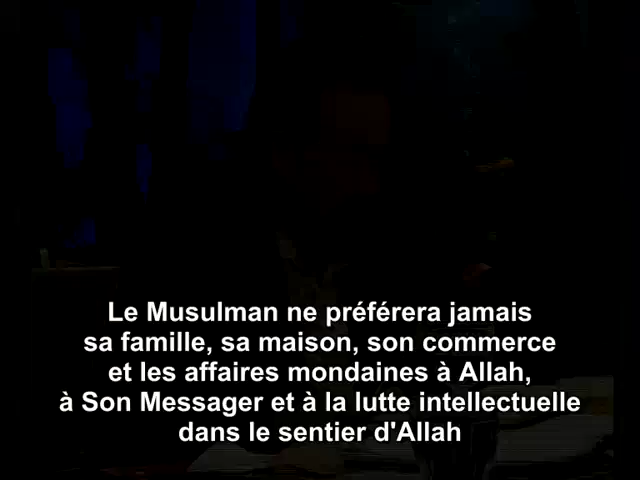 Le Musulman ne préférera jamais
sa famille, sa maison, son commerce
et les affaires mondaines à Allah,
à Son Messager et à la lutte intellectuelle
dans le sentier d'Allah